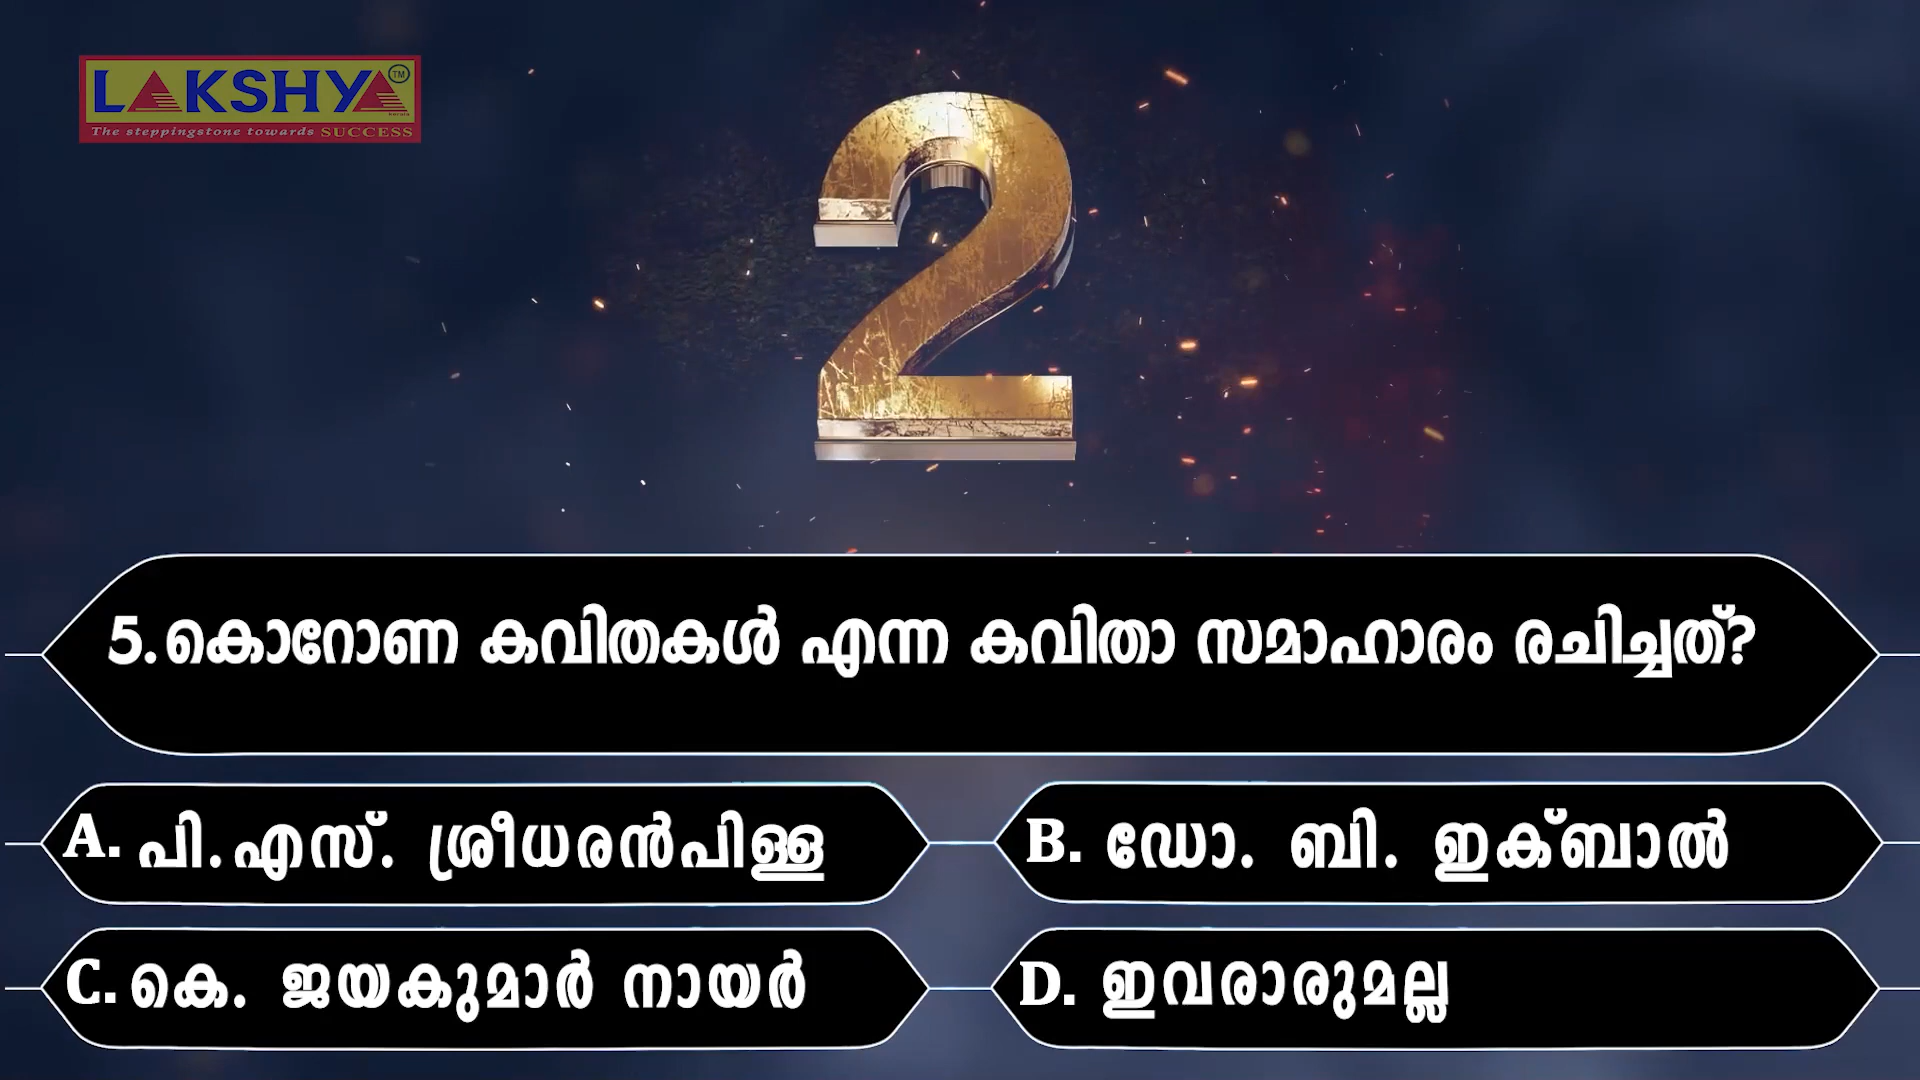 LAKSHYA TM
The steppingstone towards SUCCESS
2
5.കൊറോണ കവിതകൾ എന്ന കവിതാ സമാഹാരം രചിച്ചത്?
A. പി.എസ്. ശ്രീധരൻപിള്ള
B. ഡോ. ബി. ഇക്ബാൽ
C. കെ. ജയകുമാർ നായർ
D. ഇവരാരുമല്ല